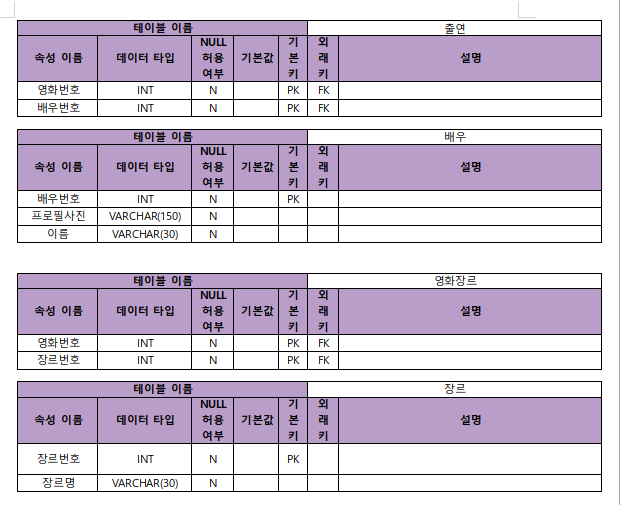 테이블 이름 출연
속성 이름 데이터 타입 NULL 허용 여부 기본값 기본키 외래키 설명
영화번호 INT N PK FK
배우번호 INT N PK FK
테이블 이름 배우
속성 이름 데이터 타입 NULL 허용 여부 기본값 기본키 외래키 설명
배우번호 INT N PK
프로필사진 VARCHAR(150) N
이름 VARCHAR(30) N
테이블 이름 영화장르
속성 이름 데이터 타입 NULL 허용 여부 기본값 기본키 외래키 설명
영화번호 INT N PK FK
장르번호 INT N PK FK
테이블 이름 장르
속성 이름 데이터 타입 NULL 허용 여부 기본값 기본키 외래키 설명
장르번호 INT N PK
장르명 VARCHAR(30) N